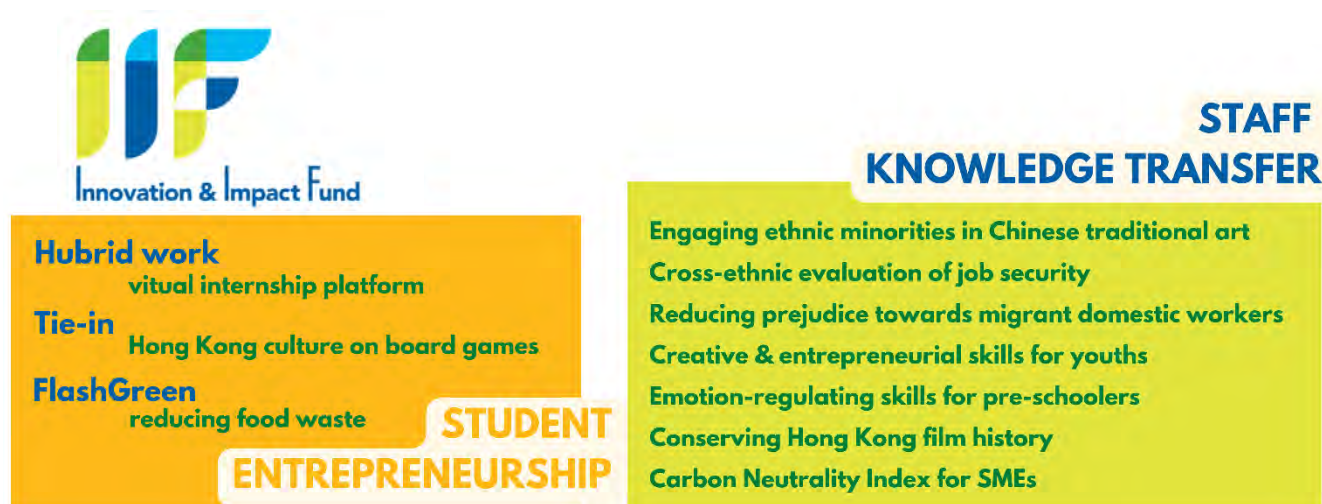 IIF
Innovation & Impact Fund
Hubrid work
vitual internship platform
Tie-in
Hong Kong culture on board games
FlashGreen
reducing food waste
STUDENT
ENTREPRENEURSHIP
STAFF
KNOWLEDGE TRANSFER
Engaging ethnic minorities in Chinese traditional art
Cross-ethnic evaluation of job security
Reducing prejudice towards migrant domestic workers
Creative & entrepreneurial skills for youths
Emotion-regulating skills for pre-schoolers
Conserving Hong Kong film history
Carbon Neutrality Index for SMEs